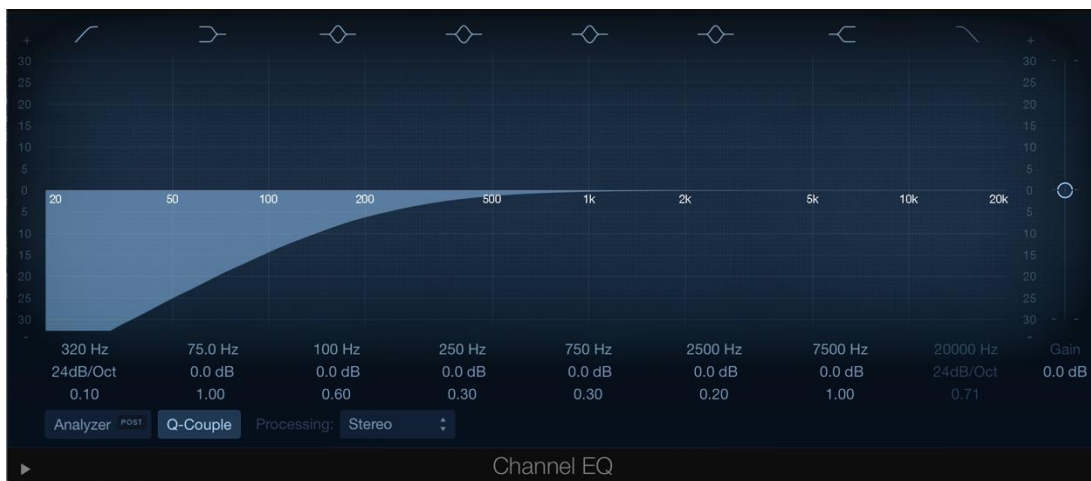 + +
30 30
25 25
20 20
15 15
10 10
5 5
0 0
20 50 100 200 500 1k 2k 5k 10k 20k
5 5
10 10
15 15
20 20
25 25
30 30
- -
320 Hz 75.0 Hz 100 Hz 250 Hz 750 Hz 2500 Hz 7500 Hz 20000 Hz Gain
24dB/Oct 0.0 dB 0.0 dB 0.0 dB 0.0 dB 0.0 dB 0.0 dB 24dB/Oct 0.0 dB
0.10 1.00 0.60 0.30 0.30 0.20 1.00 0.71
Analyzer POST Q-Couple Processing: Stereo
Channel EQ